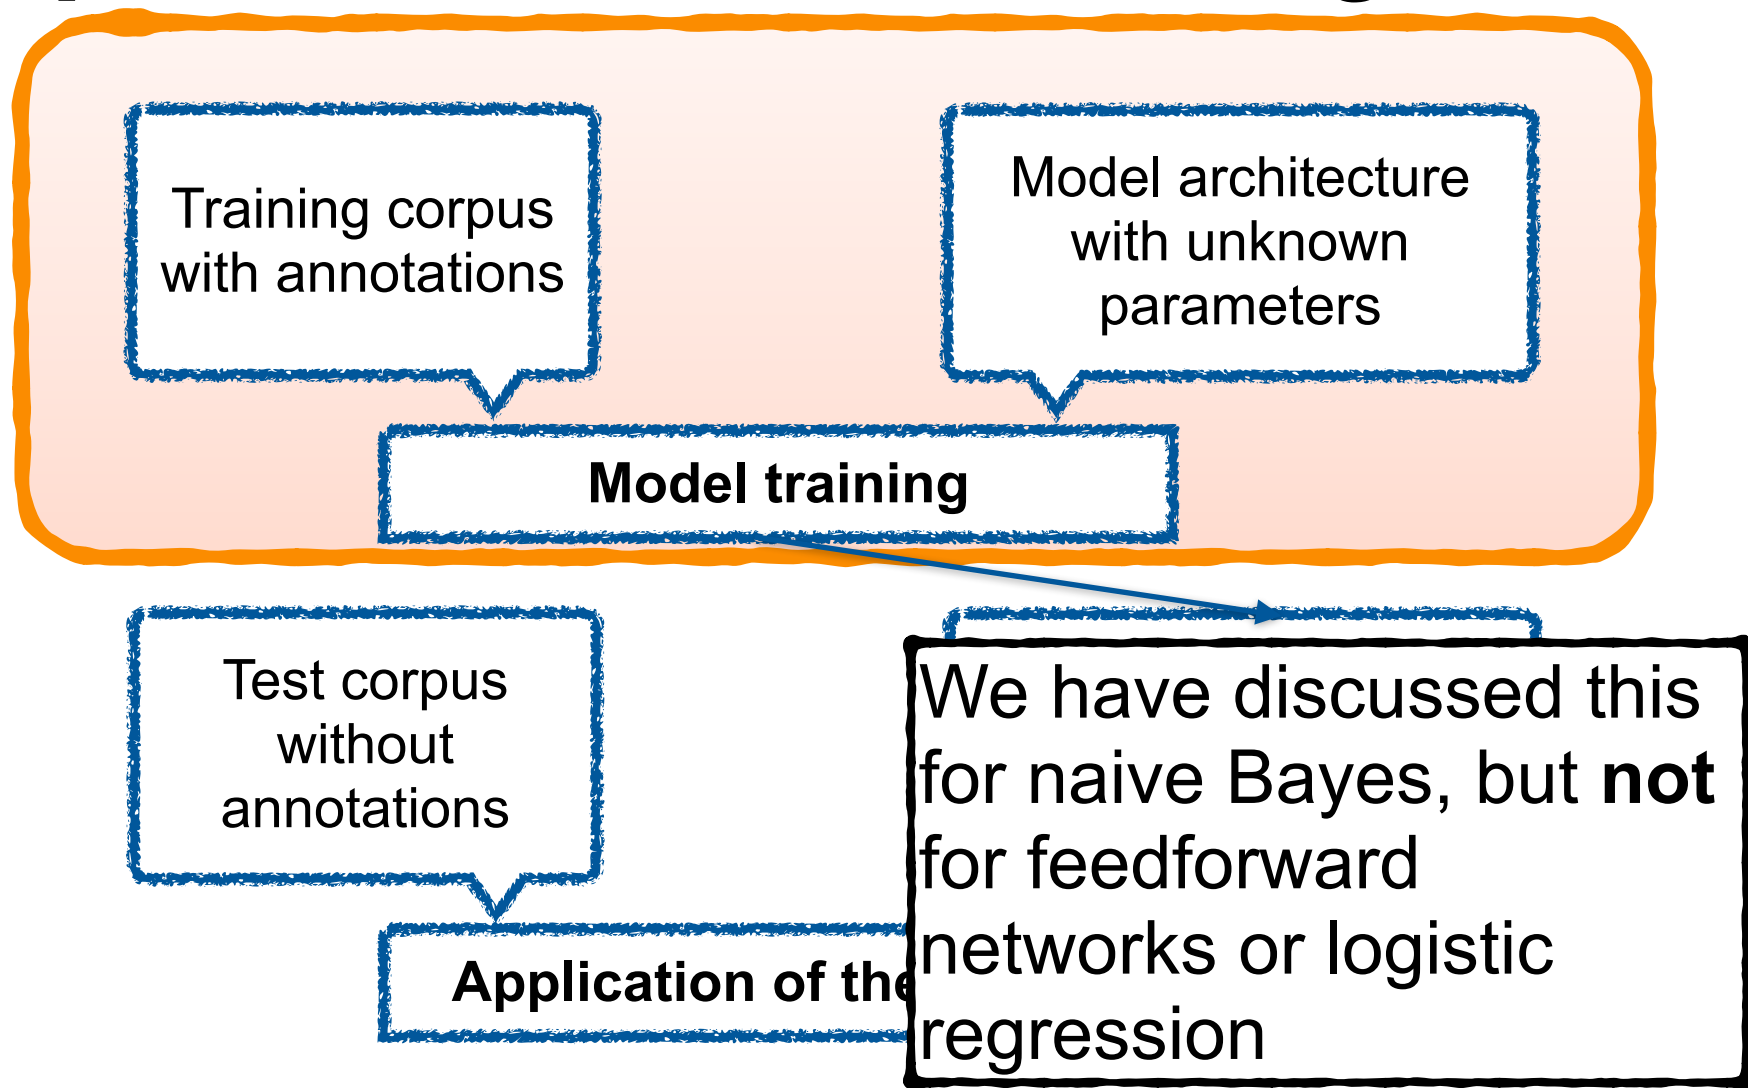 Training corpus
with annotations
Model architecture
with unknown
parameters
Model training
Test corpus
without
annotations
Application of the
We have discussed this
for naive Bayes, but not
for feedforward
networks or logistic
regression